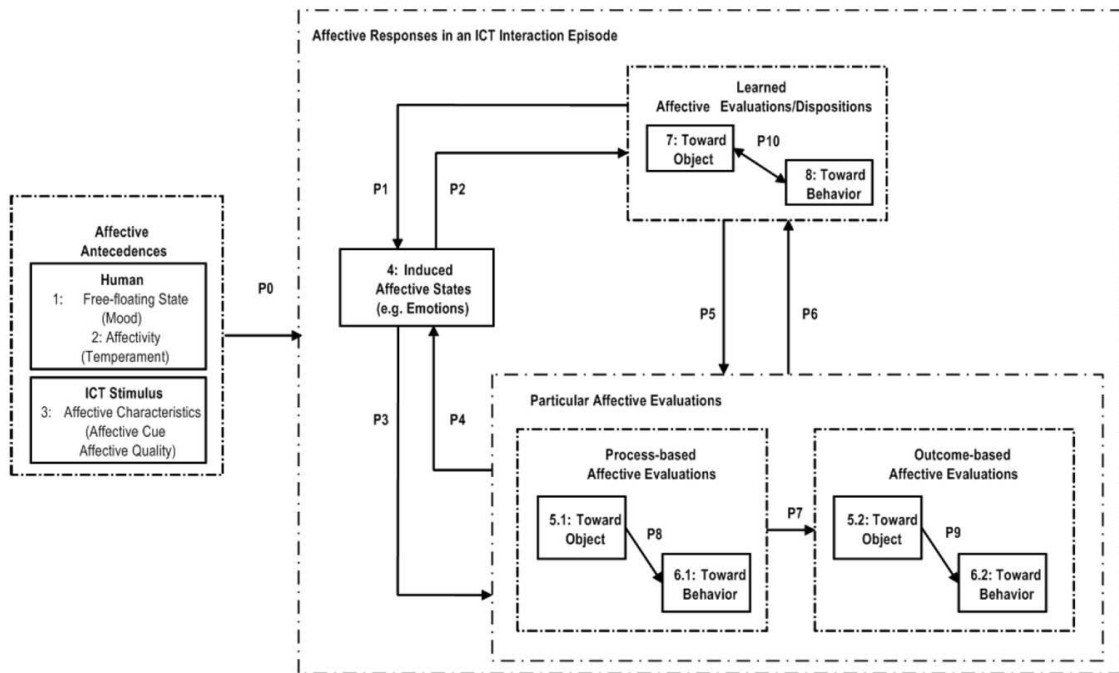 Affective Responses in an ICT Interaction Episode
Learned
Affective Evaluations/Dispositions
7: Toward
Object
P10
8: Toward
Behavior
P1
P2
Affective
Antecedences
Human
1: Free-floating State
(Mood)
2: Affectivity
(Temperament)
ICT Stimulus
3: Affective Characteristics
(Affective Cue
Affective Quality)
P0
4: Induced
Affective States
(e.g. Emotions)
P5
P6
P3
P4
Particular Affective Evaluations
Process-based
Affective Evaluations
5.1: Toward
Object
P8
6.1: Toward
Behavior
P7
Outcome-based
Affective Evaluations
5.2: Toward
Object
P9
6.2: Toward
Behavior